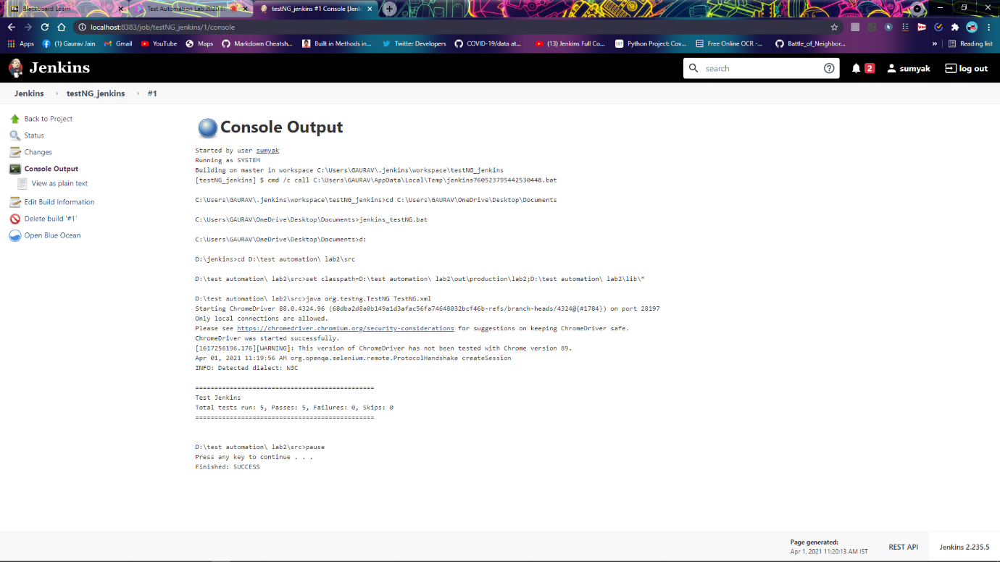 Blackboard Learn
Test Automation Lab 2020
testNG_jenkins #1 Console [Jenk
localhost:8383/job/testNG_jenkins/1/console
Apps
(1) Gaurav Jain
Gmail
YouTube
Maps
Markdown Cheatsh...
Built in Methods in...
Twitter Developers
COVID-19/data at...
(13) Jenkins Full Co...
Python Project: Cov...
Free Online OCR -...
Battle_of_Neighbor...
»
Reading list
Jenkins
search
2
sumyak
log out
Jenkins
testNG_jenkins
#1
Back to Project
Status
Changes
Console Output
View as plain text
Edit Build Information
Delete build '#1'
Open Blue Ocean
Console Output
Started by user sumyak
Running as SYSTEM
Building on master in workspace C:\Users\GAURAV\.jenkins\workspace\testNG_jenkins
[testNG_jenkins] $ cmd /c call C:\Users\GAURAV\AppData\Local\Temp\jenkins760523795442530448.bat
C:\Users\GAURAV\.jenkins\workspace\testNG_jenkins>cd C:\Users\GAURAV\OneDrive\Desktop\Documents
C:\Users\GAURAV\OneDrive\Desktop\Documents>jenkins_testNG.bat
C:\Users\GAURAV\OneDrive\Desktop\Documents>d:
D:\jenkins>cd D:\test automation\ lab2\src
D:\test automation\ lab2\src>set classpath=D:\test automation\ lab2\out\production\lab2;D:\test automation\ lab2\lib\*
D:\test automation\ lab2\src>java org.testng.TestNG TestNG.xml
Starting ChromeDriver 88.0.4324.96 (68dba2d8a0b149a1d3afac56fa74648032bcf46b-refs/branch-heads/4324@{#1784}) on port 28197
Only local connections are allowed.
Please see https://chromedriver.chromium.org/security-considerations for suggestions on keeping ChromeDriver safe.
ChromeDriver was started successfully.
[1617256196.176][WARNING]: This version of ChromeDriver has not been tested with Chrome version 89.
Apr 01, 2021 11:19:56 AM org.openqa.selenium.remote.ProtocolHandshake createSession
INFO: Detected dialect: W3C
===============================================
Test Jenkins
Total tests run: 5, Passes: 5, Failures: 0, Skips: 0
===============================================
D:\test automation\ lab2\src>pause
Press any key to continue . . .
Finished: SUCCESS
Page generated:
Apr 1, 2021 11:20:13 AM IST
REST API
Jenkins 2.235.5